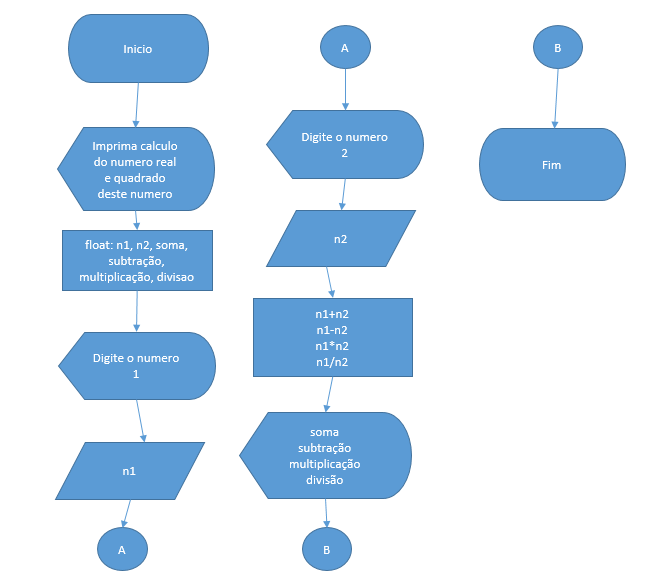 Inicio
Imprima calculo
do numero real
e quadrado
deste numero
float: n1, n2, soma,
subtração,
multiplicação, divisao
Digite o numero
1
n1
A
A
Digite o numero
2
n2
n1+n2
n1-n2
n1*n2
n1/n2
soma
subtração
multiplicação
divisão
B
B
Fim